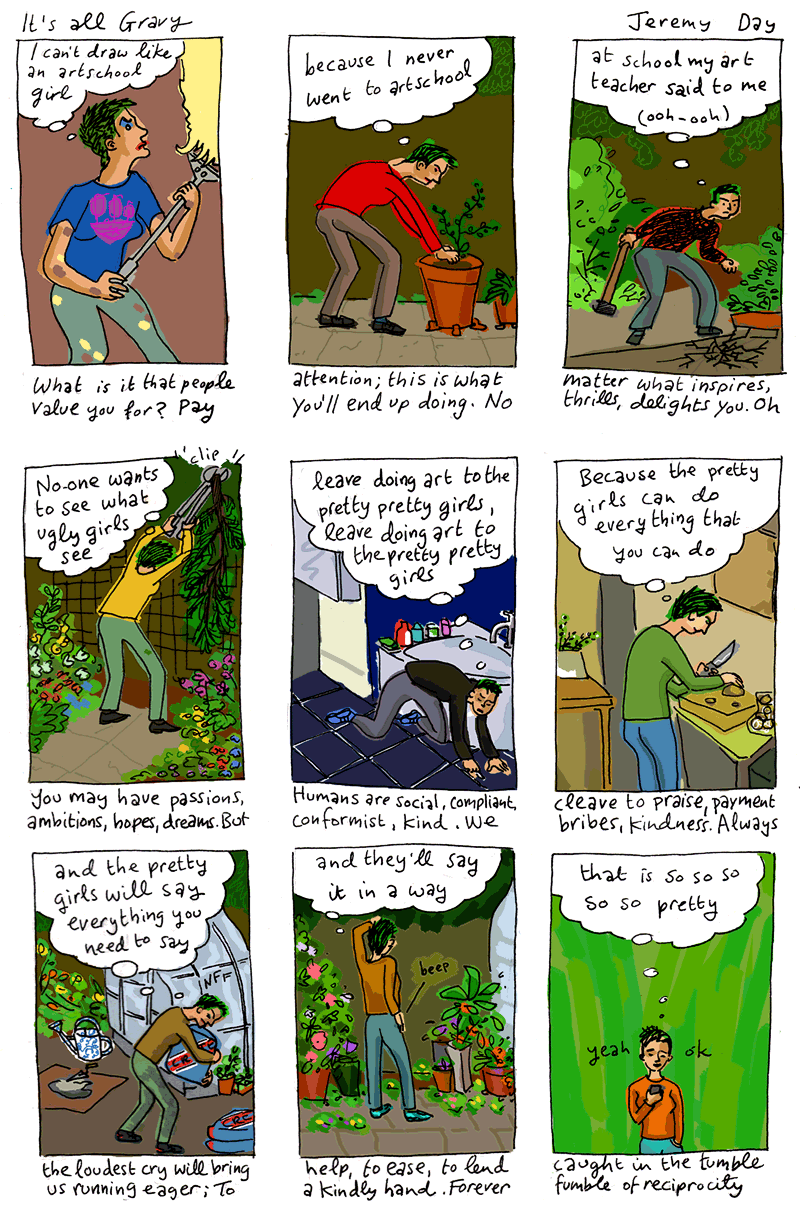 It's all Gravy
Jeremy Day
I can't draw like
an artschool
girl
What is it that people
value you for? Pay
because I never
went to artschool
attention; this is what
you'll end up doing. No
at school my art
teacher said to me
(ooh-ooh)
matter what inspires,
thrills, delights you. Oh
No-one wants
to see what
ugly girls
see
clip
You may have passions,
ambitions, hopes, dreams. But
leave doing art to the
pretty pretty girls,
leave doing art to
the pretty pretty
girls
Humans are social, compliant,
conformist, kind. We
Because the pretty
girls can do
everything that
you can do
cleave to praise, payment
bribes, kindness. Always
and the pretty
girls will say
everything you
need to say
NFF
the loudest cry will bring
us running eager; To
and they'll say
it in a way
beep
help, to ease, to lend
a kindly hand. Forever
that is so so so
so so pretty
yeah ok
caught in the tumble
fumble of reciprocity